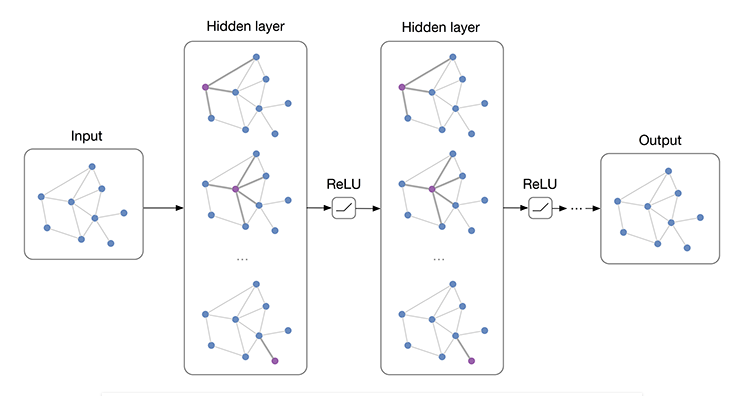 Hidden layer
Hidden layer
Input
Output
ReLU
ReLU
...
...
...